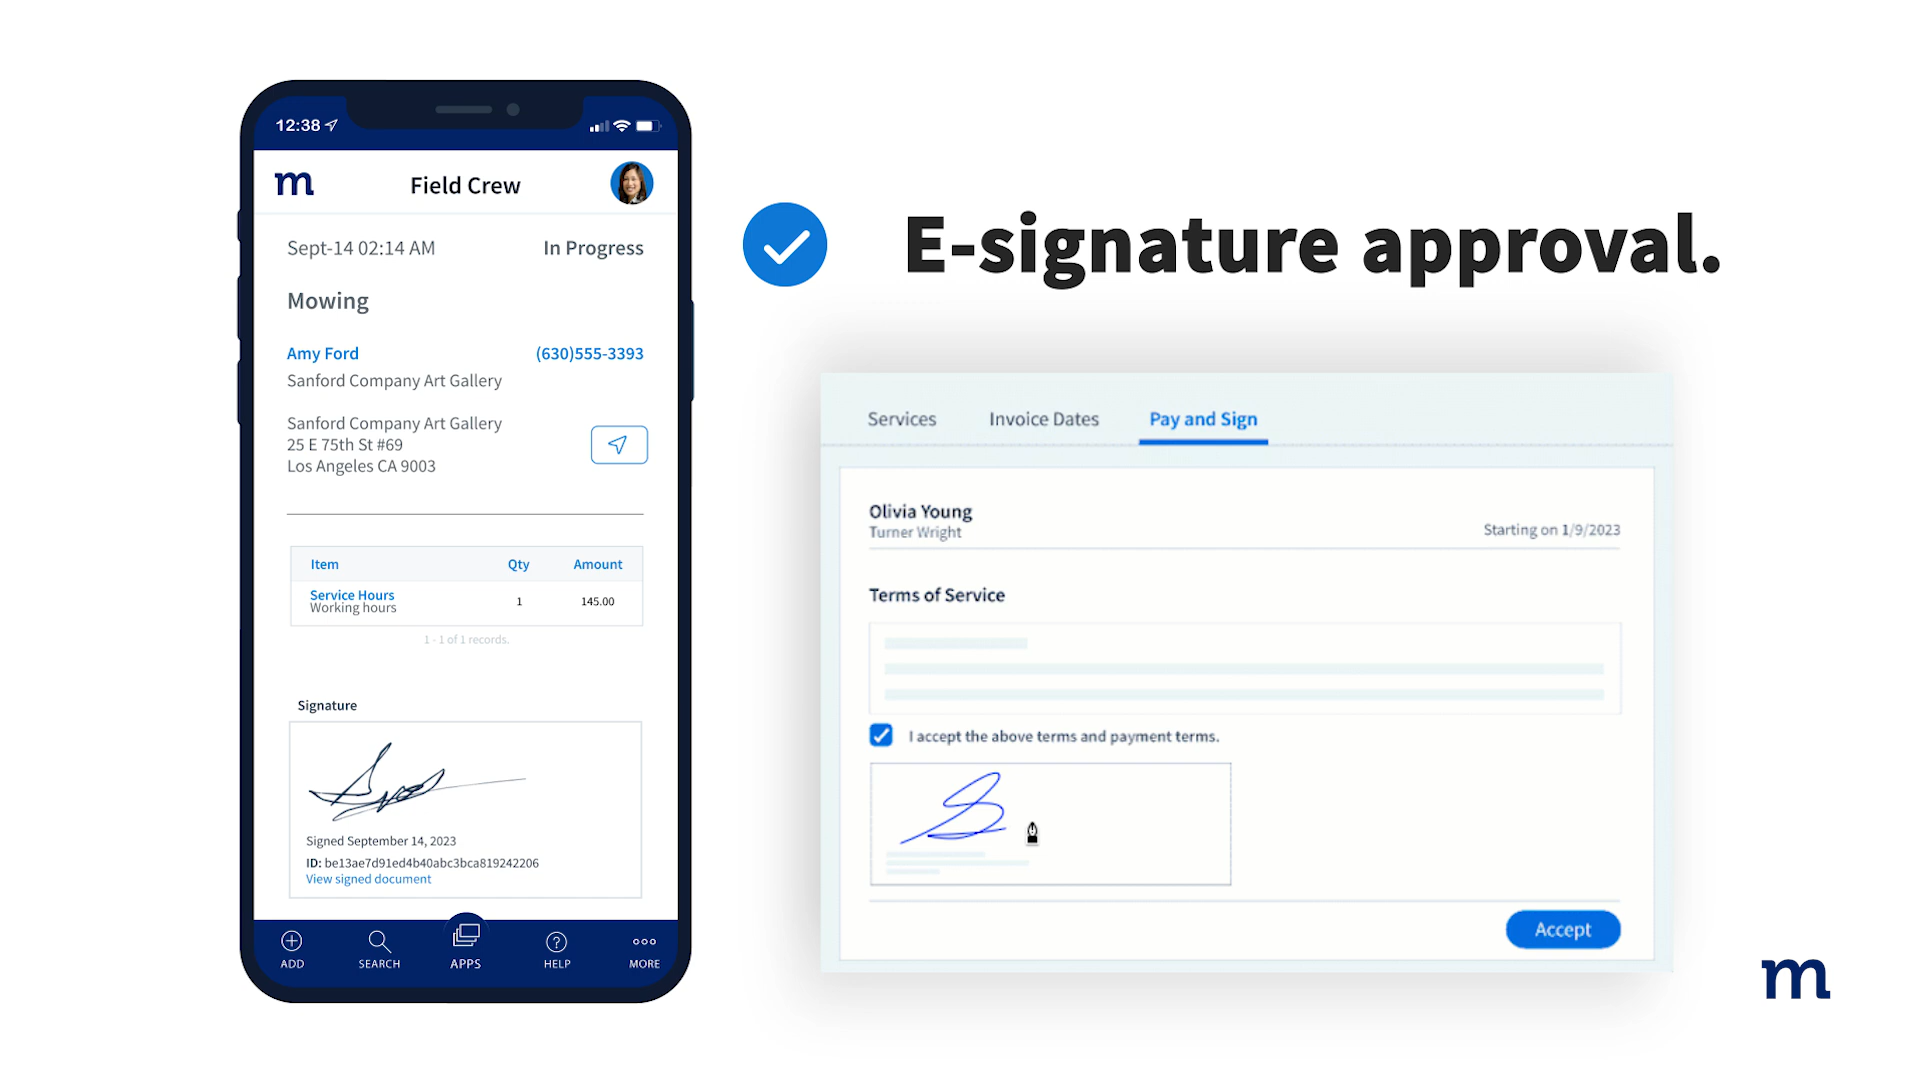 12:38
m
Field Crew
Sept-14 02:14 AM
In Progress
Mowing
Amy Ford
(630)555-3393
Sanford Company Art Gallery
Sanford Company Art Gallery
25 E 75th St #69
Los Angeles CA 9003
Item Qty Amount
Service Hours
Working hours
1
145.00
1 - 1 of 1 records.
Signature
Signed September 14, 2023
ID: be13ae7d91ed4b40abc3bca819242206
View signed document
ADD
SEARCH
APPS
HELP
MORE
E-signature approval.
Services
Invoice Dates
Pay and Sign
Olivia Young
Turner Wright
Starting on 1/9/2023
Terms of Service
I accept the above terms and payment terms.
Accept
m